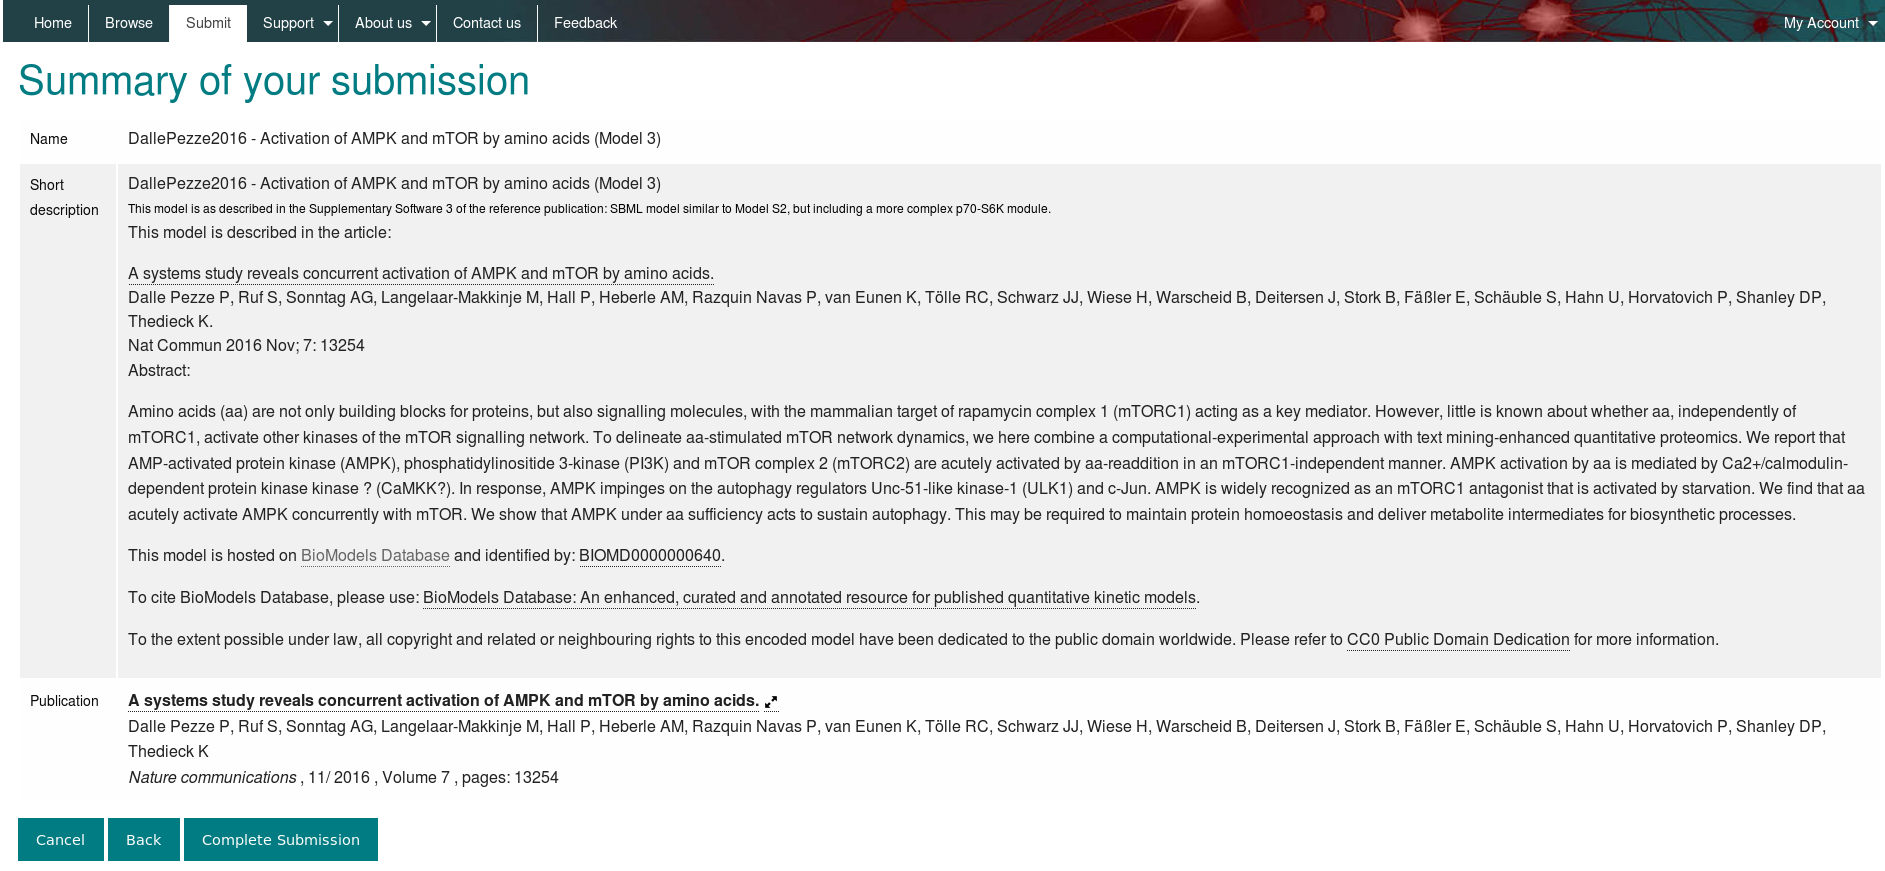 Home Browse Submit Support About us Contact us Feedback My Account
Summary of your submission
Name DallePezze2016 - Activation of AMPK and mTOR by amino acids (Model 3)
Short description
DallePezze2016 - Activation of AMPK and mTOR by amino acids (Model 3)
This model is as described in the Supplementary Software 3 of the reference publication: SBML model similar to Model S2, but including a more complex p70-S6K module.
This model is described in the article:
A systems study reveals concurrent activation of AMPK and mTOR by amino acids.
Dalle Pezze P, Ruf S, Sonntag AG, Langelaar-Makkinje M, Hall P, Heberle AM, Razquin Navas P, van Eunen K, Tölle RC, Schwarz JJ, Wiese H, Warscheid B, Deitersen J, Stork B, Fäßler E, Schäuble S, Hahn U, Horvatovich P, Shanley DP,
Thedieck K.
Nat Commun 2016 Nov; 7: 13254
Abstract:
Amino acids (aa) are not only building blocks for proteins, but also signalling molecules, with the mammalian target of rapamycin complex 1 (mTORC1) acting as a key mediator. However, little is known about whether aa, independently of
mTORC1, activate other kinases of the mTOR signalling network. To delineate aa-stimulated mTOR network dynamics, we here combine a computational-experimental approach with text mining-enhanced quantitative proteomics. We report that
AMP-activated protein kinase (AMPK), phosphatidylinositide 3-kinase (PI3K) and mTOR complex 2 (mTORC2) are acutely activated by aa-readdition in an mTORC1-independent manner. AMPK activation by aa is mediated by Ca2+/calmodulin-
dependent protein kinase kinase ? (CaMKK?). In response, AMPK impinges on the autophagy regulators Unc-51-like kinase-1 (ULK1) and c-Jun. AMPK is widely recognized as an mTORC1 antagonist that is activated by starvation. We find that aa
acutely activate AMPK concurrently with mTOR. We show that AMPK under aa sufficiency acts to sustain autophagy. This may be required to maintain protein homoeostasis and deliver metabolite intermediates for biosynthetic processes.
This model is hosted on BioModels Database and identified by: BIOMD0000000640.
To cite BioModels Database, please use: BioModels Database: An enhanced, curated and annotated resource for published quantitative kinetic models.
To the extent possible under law, all copyright and related or neighbouring rights to this encoded model have been dedicated to the public domain worldwide. Please refer to CC0 Public Domain Dedication for more information.
Publication A systems study reveals concurrent activation of AMPK and mTOR by amino acids.
Dalle Pezze P, Ruf S, Sonntag AG, Langelaar-Makkinje M, Hall P, Heberle AM, Razquin Navas P, van Eunen K, Tölle RC, Schwarz JJ, Wiese H, Warscheid B, Deitersen J, Stork B, Fäßler E, Schäuble S, Hahn U, Horvatovich P, Shanley DP,
Thedieck K
Nature communications , 11/ 2016 , Volume 7 , pages: 13254
Cancel Back Complete Submission